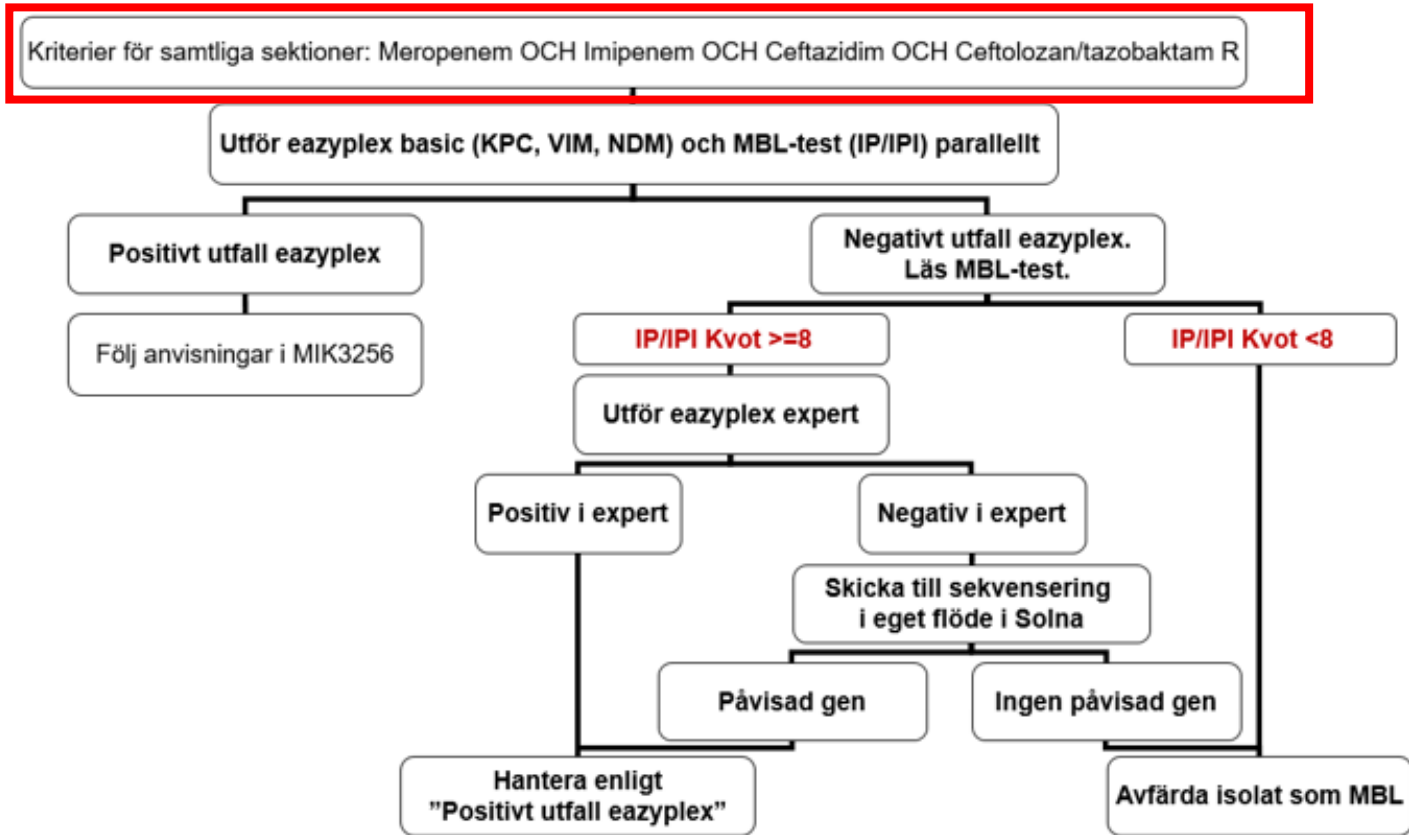 Kriterier för samtliga sektioner: Meropenem OCH Imipenem OCH Ceftazidim OCH Ceftolozan/tazobaktam R
Utför eazyplex basic (KPC, VIM, NDM) och MBL-test (IP/IPI) parallellt
Positivt utfall eazyplex
Negativt utfall eazyplex.
Läs MBL-test.
Följ anvisningar i MIK3256
IP/IPI Kvot >=8
IP/IPI Kvot <8
Utför eazyplex expert
Positiv i expert
Negativ i expert
Skicka till sekvensering
i eget flöde i Solna
Påvisad gen
Ingen påvisad gen
Hantera enligt
”Positivt utfall eazyplex”
Avfärda isolat som MBL